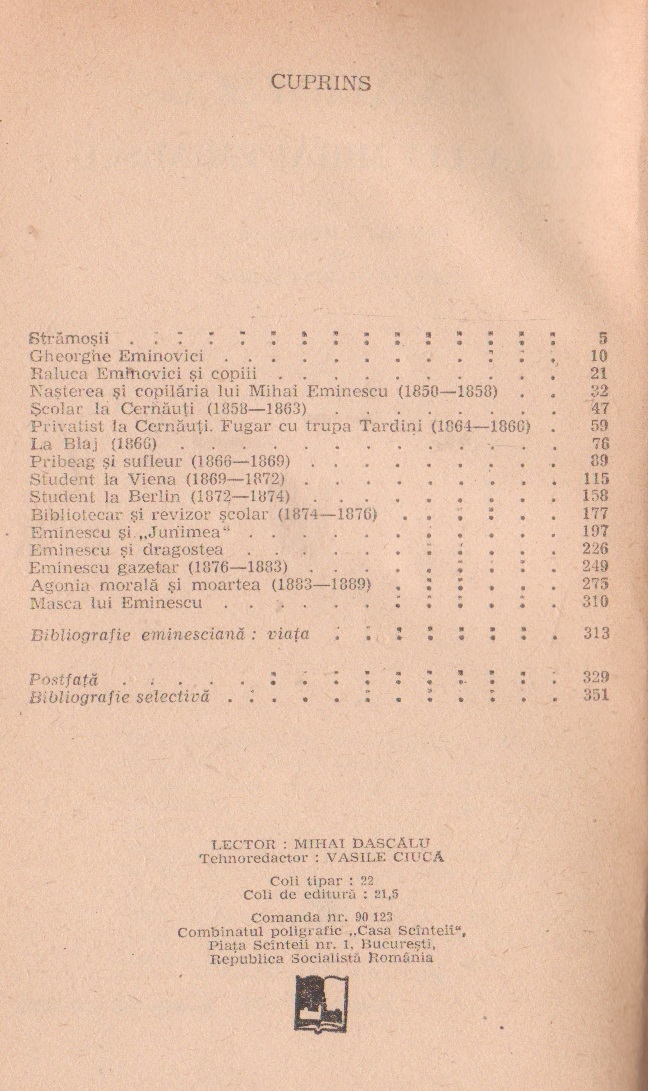 CUPRINS
Strămoșii . . . . . . . . . . . . . . . 5
Gheorghe Eminovici . . . . . . . . . . . . 10
Raluca Eminovici și copiii . . . . . . . . . . 21
Nașterea și copilăria lui Mihai Eminescu (1850—1858) . . 32
Școlar la Cernăuți (1858—1863) . . . . . . . . 47
Privatist la Cernăuți. Fugar cu trupa Tardini (1864—1866) . 59
La Blaj (1866) . . . . . . . . . . . . . 76
Pribeag și sufleur (1866—1869) . . . . . . . . . 89
Student la Viena (1869—1872) . . . . . . . . . 115
Student la Berlin (1872—1874) . . . . . . . . . 158
Bibliotecar și revizor școlar (1874—1876) . . . . . . 177
Eminescu și „Junimea“ . . . . . . . . . . . 197
Eminescu și dragostea . . . . . . . . . . . 226
Eminescu gazetar (1876—1883) . . . . . . . . . 249
Agonia morală și moartea (1883—1889) . . . . . . 275
Masca lui Eminescu . . . . . . . . . . . . 310
Bibliografie eminesciană : viața . . . . . . . . 313
Postfață . . . . . . . . . . . . . . . 329
Bibliografie selectivă . . . . . . . . . . . . 351
LECTOR : MIHAI DASCĂLU
Tehnoredactor : VASILE CIUCĂ
Coli tipar : 22
Coli de editură : 21,5
Comanda nr. 90 123
Combinatul poligrafic „Casa Scînteii“,
Piața Scînteii nr. 1, București,
Republica Socialistă România